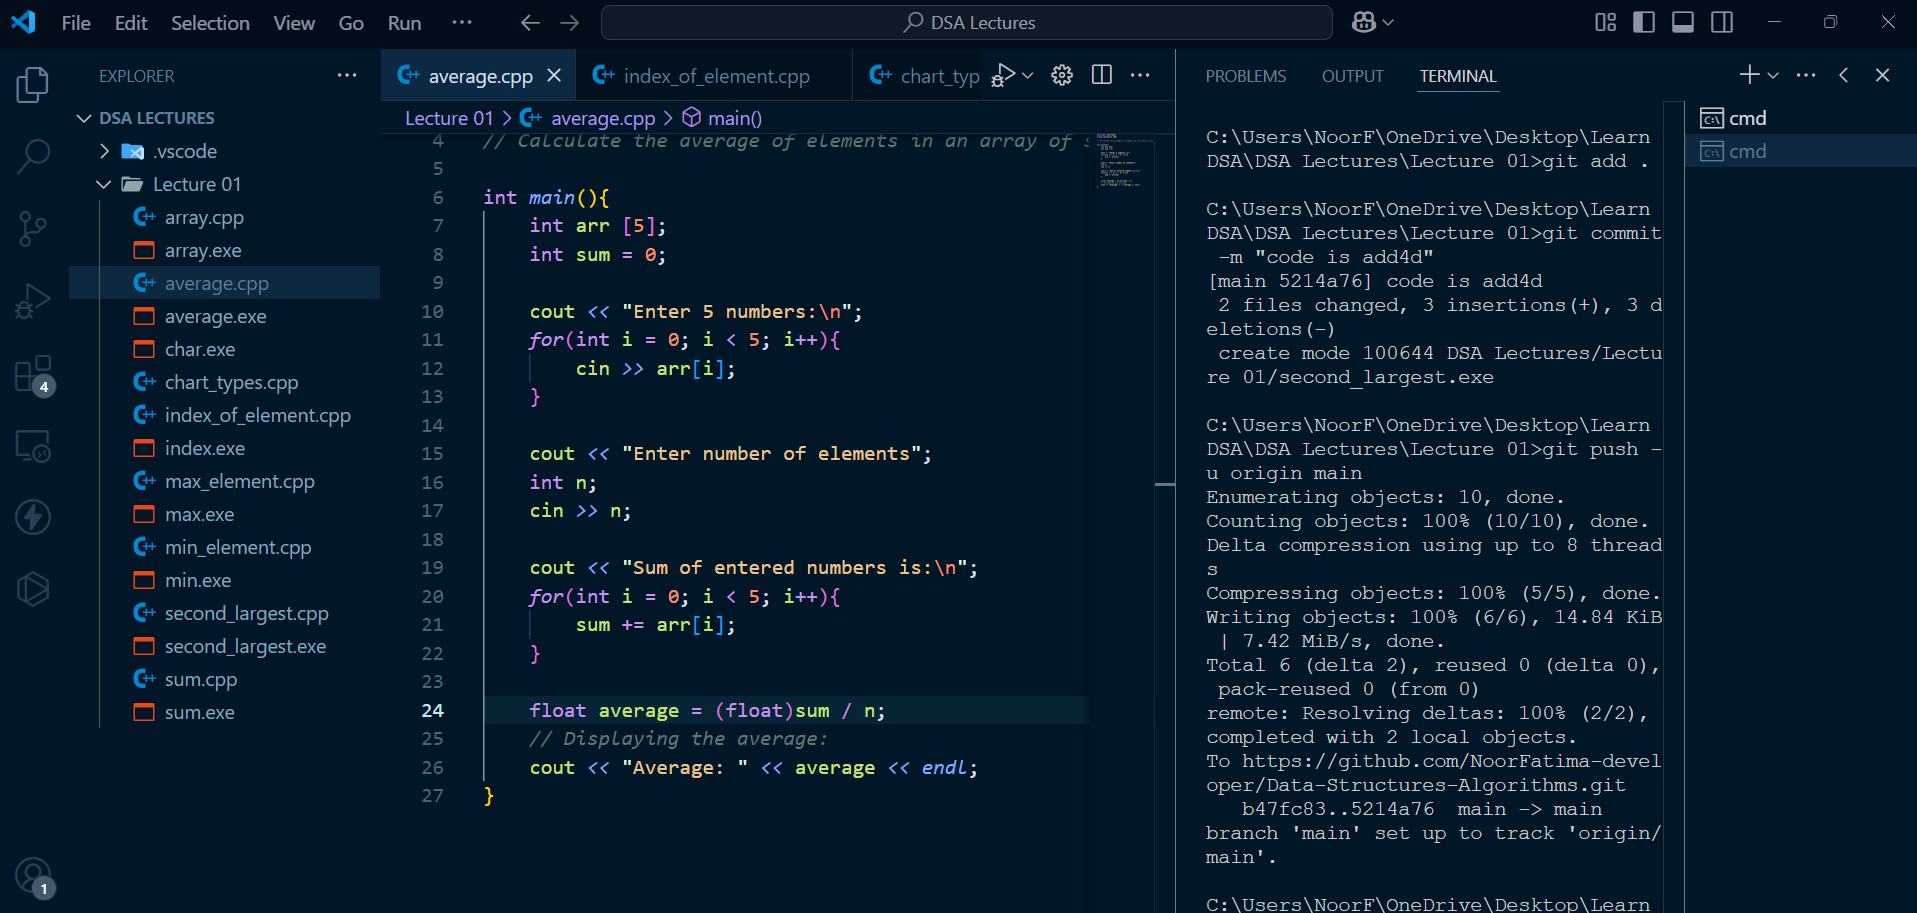 File Edit Selection View Go Run ··· DSA Lectures
EXPLORER ···
DSA LECTURES
.vscode
Lecture 01
array.cpp
array.exe
average.cpp
average.exe
char.exe
chart_types.cpp
index_of_element.cpp
index.exe
max_element.cpp
max.exe
min_element.cpp
min.exe
second_largest.cpp
second_largest.exe
sum.cpp
sum.exe
4
1
average.cpp index_of_element.cpp chart_typ
Lecture 01 > average.cpp > main()
4 // Calculate the average of elements in an array of
5
6 int main(){
7 int arr [5];
8 int sum = 0;
9
10 cout << "Enter 5 numbers:\n";
11 for(int i = 0; i < 5; i++){
12 cin >> arr[i];
13 }
14
15 cout << "Enter number of elements";
16 int n;
17 cin >> n;
18
19 cout << "Sum of entered numbers is:\n";
20 for(int i = 0; i < 5; i++){
21 sum += arr[i];
22 }
23
24 float average = (float)sum / n;
25 // Displaying the average:
26 cout << "Average: " << average << endl;
27 }
PROBLEMS OUTPUT TERMINAL
C:\Users\NoorF\OneDrive\Desktop\Learn
DSA\DSA Lectures\Lecture 01>git add .
C:\Users\NoorF\OneDrive\Desktop\Learn
DSA\DSA Lectures\Lecture 01>git commit
-m "code is add4d"
[main 5214a76] code is add4d
2 files changed, 3 insertions(+), 3 d
eletions(-)
create mode 100644 DSA Lectures/Lectu
re 01/second_largest.exe
C:\Users\NoorF\OneDrive\Desktop\Learn
DSA\DSA Lectures\Lecture 01>git push -
u origin main
Enumerating objects: 10, done.
Counting objects: 100% (10/10), done.
Delta compression using up to 8 thread
s
Compressing objects: 100% (5/5), done.
Writing objects: 100% (6/6), 14.84 KiB
| 7.42 MiB/s, done.
Total 6 (delta 2), reused 0 (delta 0),
pack-reused 0 (from 0)
remote: Resolving deltas: 100% (2/2),
completed with 2 local objects.
To https://github.com/NoorFatima-devel
oper/Data-Structures-Algorithms.git
b47fc83..5214a76 main -> main
branch 'main' set up to track 'origin/
main'.
C:\Users\NoorF\OneDrive\Desktop\Learn
cmd
cmd